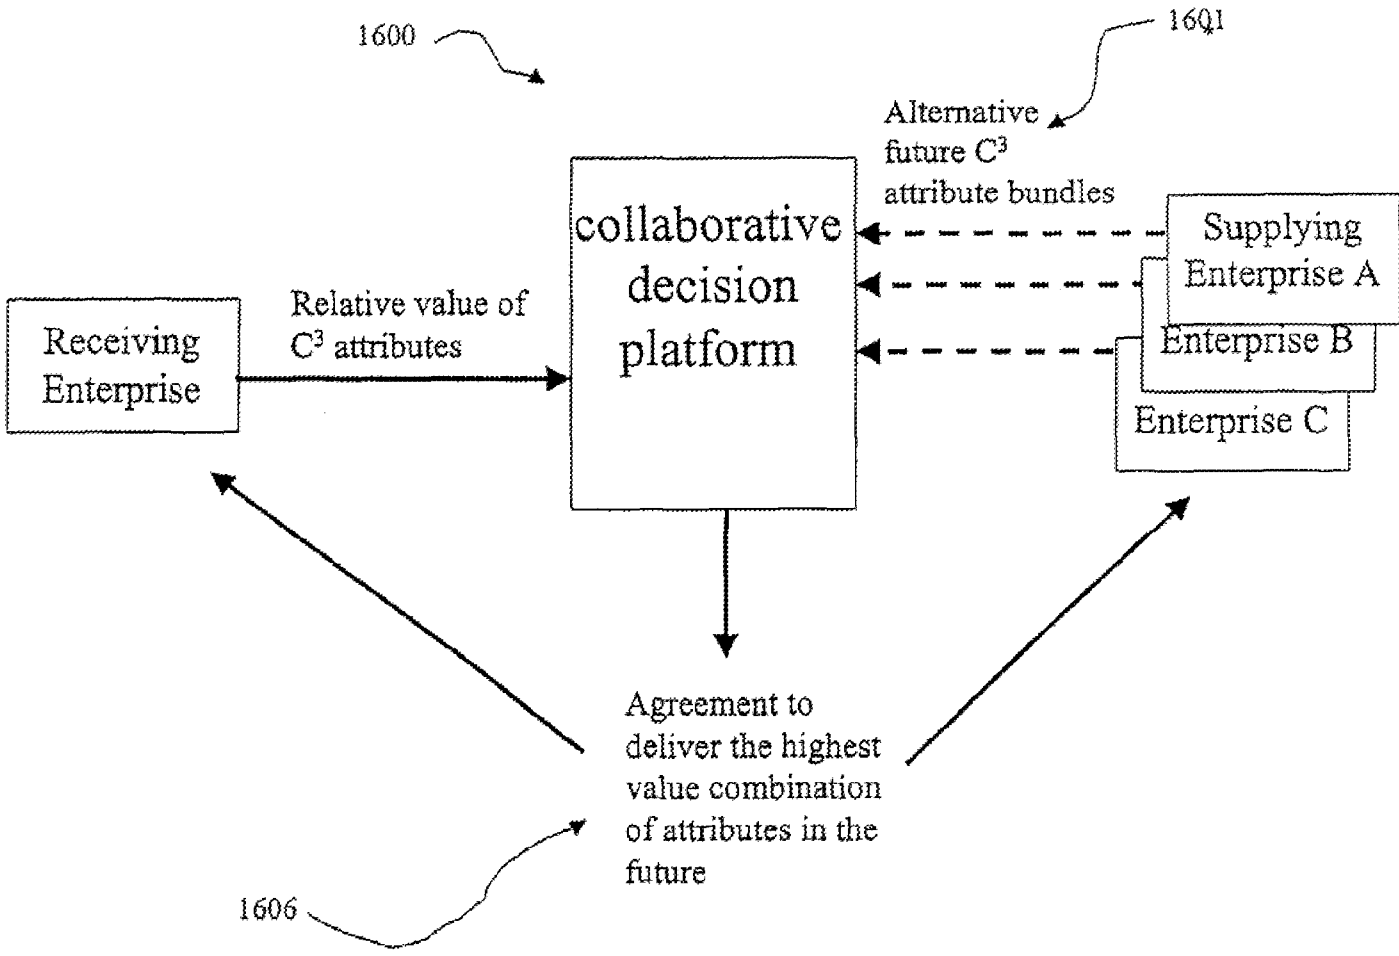 1600
1601
Alternative
future C³
attribute bundles
collaborative
decision
platform
Supplying
Enterprise A
Enterprise B
Enterprise C
Relative value of
C³ attributes
Receiving
Enterprise
Agreement to
deliver the highest
value combination
of attributes in the
future
1606